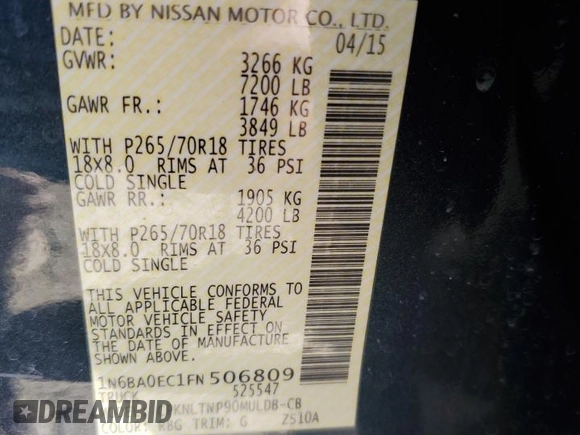 MFD BY NISSAN MOTOR CO., LTD.
DATE: 04/15
GVWR: 3266 KG
7200 LB
GAWR FR.: 1746 KG
3849 LB
WITH P265/70R18 TIRES
18X8.0 RIMS AT 36 PSI
COLD SINGLE
GAWR RR.: 1905 KG
4200 LB
WITH P265/70R18 TIRES
18X8.0 RIMS AT 36 PSI
COLD SINGLE
THIS VEHICLE CONFORMS TO
ALL APPLICABLE FEDERAL
MOTOR VEHICLE SAFETY
STANDARDS IN EFFECT ON
THE DATE OF MANUFACTURE
SHOWN ABOVE.
1N6BA0EC1FN506809
TRUCK 525547
KNLTNP90MULDB-CB
COLOR: RBG TRIM: G Z510A
REAL CARS. REAL DEALS.